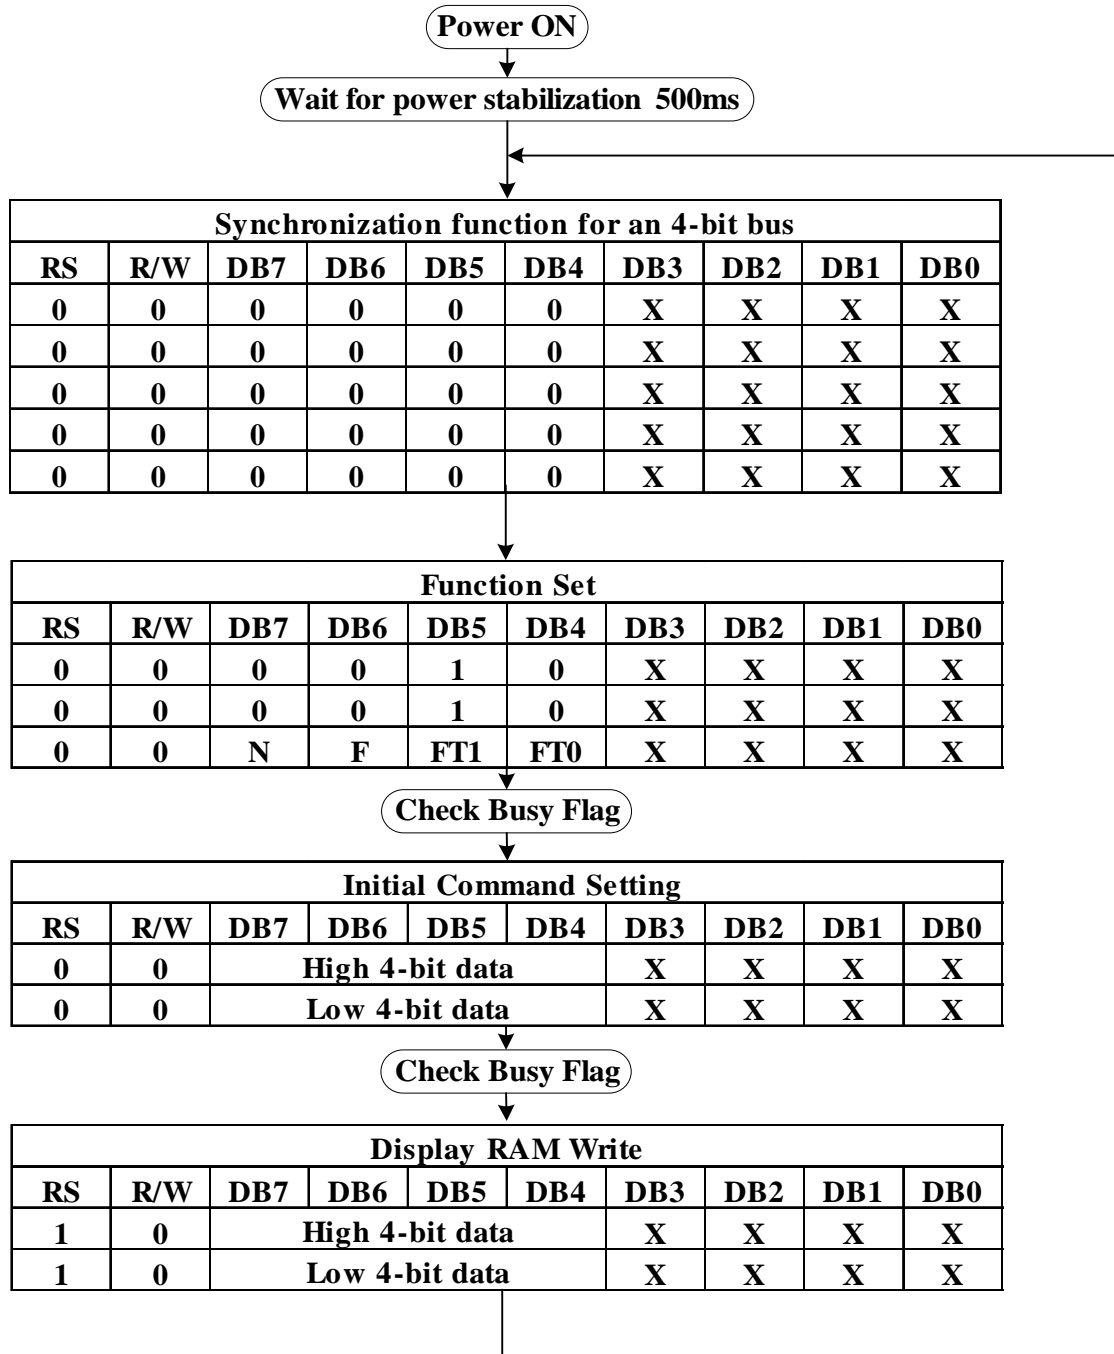 Power ON
Wait for power stabilization 500ms
Synchronization function for an 4-bit bus
RS R/W DB7 DB6 DB5 DB4 DB3 DB2 DB1 DB0
0 0 0 0 0 0 X X X X
0 0 0 0 0 0 X X X X
0 0 0 0 0 0 X X X X
0 0 0 0 0 0 X X X X
0 0 0 0 0 0 X X X X
Function Set
RS R/W DB7 DB6 DB5 DB4 DB3 DB2 DB1 DB0
0 0 0 0 1 0 X X X X
0 0 0 0 1 0 X X X X
0 0 N F FT1 FT0 X X X X
Check Busy Flag
Initial Command Setting
RS R/W DB7 DB6 DB5 DB4 DB3 DB2 DB1 DB0
0 0 High 4-bit data X X X X
0 0 Low 4-bit data X X X X
Check Busy Flag
Display RAM Write
RS R/W DB7 DB6 DB5 DB4 DB3 DB2 DB1 DB0
1 0 High 4-bit data X X X X
1 0 Low 4-bit data X X X X